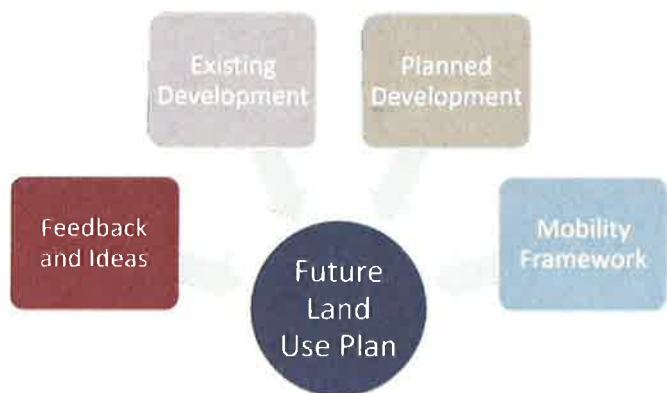 Existing
Development
Planned
Development
Feedback
and Ideas
Mobility
Framework
Future
Land
Use Plan